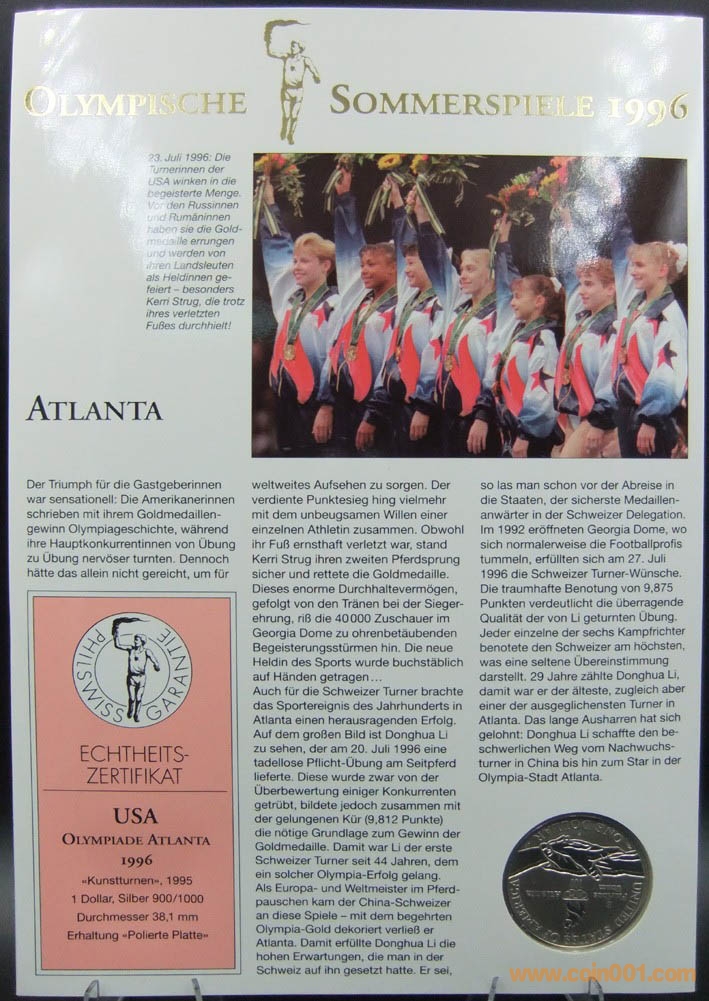 OLYMPISCHE SOMMERSPIELE 1996
23. Juli 1996: Die
Turnerinnen der
USA winken in die
begeisterte Menge.
Vor den Russinnen
und Rumäninnen
haben sie die Gold-
medaille errungen
und werden von
ihren Landsleuten
als Heldinnen ge-
feiert – besonders
Kerri Strug, die trotz
ihres verletzten
Fußes durchhielt!
ATLANTA
Der Triumph für die Gastgeberinnen
war sensationell: Die Amerikanerinnen
schrieben mit ihrem Goldmedaillen-
gewinn Olympiageschichte, während
ihre Hauptkonkurrentinnen von Übung
zu Übung nervöser turnten. Dennoch
hätte das allein nicht gereicht, um für
weltweites Aufsehen zu sorgen. Der
verdiente Punktesieg hing vielmehr
mit dem unbeugsamen Willen einer
einzelnen Athletin zusammen. Obwohl
ihr Fuß ernsthaft verletzt war, stand
Kerri Strug ihren zweiten Pferdsprung
sicher und rettete die Goldmedaille.
Dieses enorme Durchhaltevermögen,
gefolgt von den Tränen bei der Sieger-
ehrung, riß die 40 000 Zuschauer im
Georgia Dome zu ohrenbetäubenden
Begeisterungsstürmen hin. Die neue
Heldin des Sports wurde buchstäblich
auf Händen getragen...
Auch für die Schweizer Turner brachte
das Sportereignis des Jahrhunderts in
Atlanta einen herausragenden Erfolg.
Auf dem großen Bild ist Donghua Li
zu sehen, der am 20. Juli 1996 eine
tadellose Pflicht-Übung am Seitpferd
lieferte. Diese wurde zwar von der
Überbewertung einiger Konkurrenten
getrübt, bildete jedoch zusammen mit
der gelungenen Kür (9,812 Punkte)
die nötige Grundlage zum Gewinn der
Goldmedaille. Damit war Li der erste
Schweizer Turner seit 44 Jahren, dem
ein solcher Olympia-Erfolg gelang.
Als Europa- und Weltmeister im Pferd-
pauschen kam der China-Schweizer
an diese Spiele – mit dem begehrten
Olympia-Gold dekoriert verließ er
Atlanta. Damit erfüllte Donghua Li die
hohen Erwartungen, die man in der
Schweiz auf ihn gesetzt hatte. Er sei,
so las man schon vor der Abreise in
die Staaten, der sicherste Medaillen-
anwärter in der Schweizer Delegation.
Im 1992 eröffneten Georgia Dome, wo
sich normalerweise die Footballprofis
tummeln, erfüllten sich am 27. Juli
1996 die Schweizer Turner-Wünsche.
Die traumhafte Benotung von 9,875
Punkten verdeutlicht die überragende
Qualität der von Li geturnten Übung.
Jeder einzelne der sechs Kampfrichter
benotete den Schweizer am höchsten,
was eine seltene Übereinstimmung
darstellt. 29 Jahre zählte Donghua Li,
damit war er der älteste, zugleich aber
einer der ausgeglichensten Turner in
Atlanta. Das lange Ausharren hat sich
gelohnt: Donghua Li schaffte den be-
schwerlichen Weg vom Nachwuchs-
turner in China bis hin zum Star in der
Olympia-Stadt Atlanta.
PHILSWISS GARANTIE
ECHTHEITS-
ZERTIFIKAT
USA
OLYMPIADE ATLANTA
1996
«Kunstturnen», 1995
1 Dollar, Silber 900/1000
Durchmesser 38,1 mm
Erhaltung «Polierte Platte»
UNITED STATES OF AMERICA
www.coin001.com